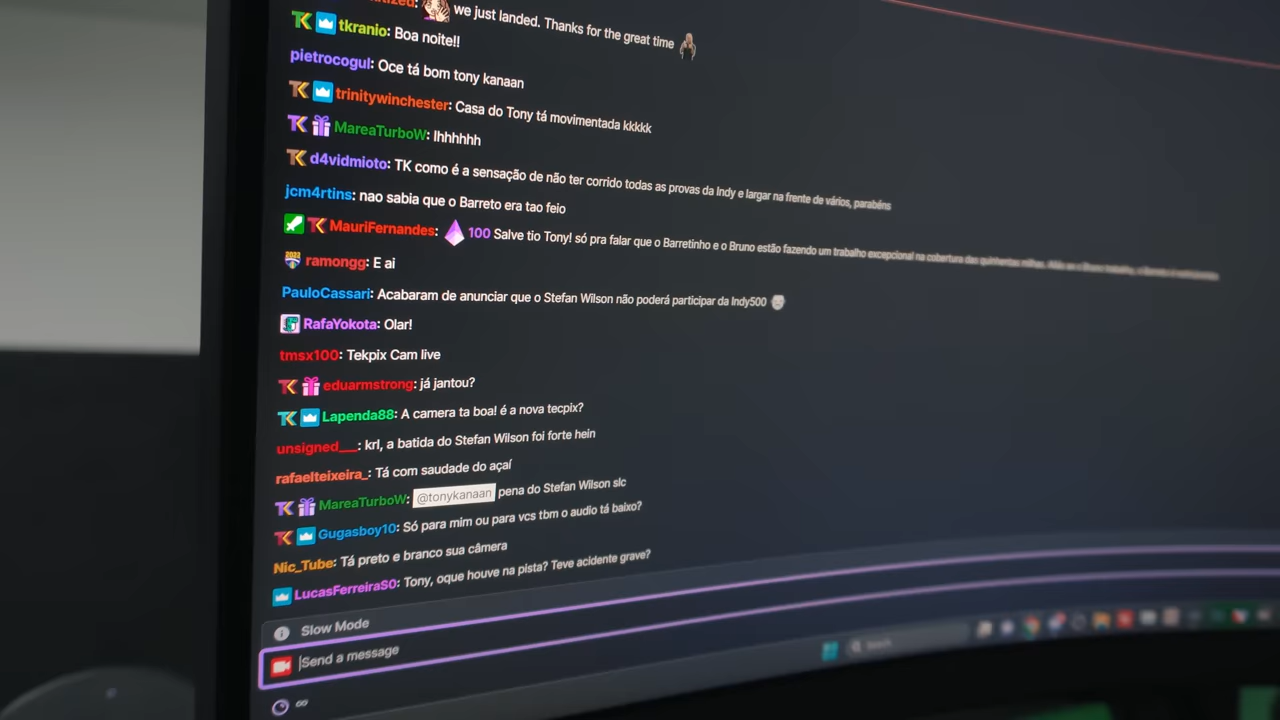 we just landed. Thanks for the great time
tkranio: Boa noite!!
pietrocogul: Oce tá bom tony kanaan
trinitywinchester: Casa do Tony tá movimentada kkkkk
MareaTurboW: Ihhhhhh
d4vidmioto: TK como é a sensação de não ter corrido todas as provas da Indy e largar na frente de vários, parabéns
jcm4rtins: nao sabia que o Barreto era tao feio
MauriFernandes: 100 Salve tio Tony! só pra falar que o Barretinho e o Bruno estão fazendo um trabalho excepcional na cobertura das quinhentas milhas.
ramongg: E ai
PauloCassari: Acabaram de anunciar que o Stefan Wilson não poderá participar da Indy500
RafaYokota: Olar!
tmsx100: Tekpix Cam live
eduarmstrong: já jantou?
Lapenda88: A camera ta boa! é a nova tecpix?
unsigned__: krl, a batida do Stefan Wilson foi forte hein
rafaelteixeira_: Tá com saudade do açaí
MareaTurboW: @tonykanaan pena do Stefan Wilson slc
Gugasboy10: Só para mim ou para vcs tbm o audio tá baixo?
Nic_Tube: Tá preto e branco sua câmera
LucasFerreiraS0: Tony, oque houve na pista? Teve acidente grave?
Slow Mode
Send a message
Search